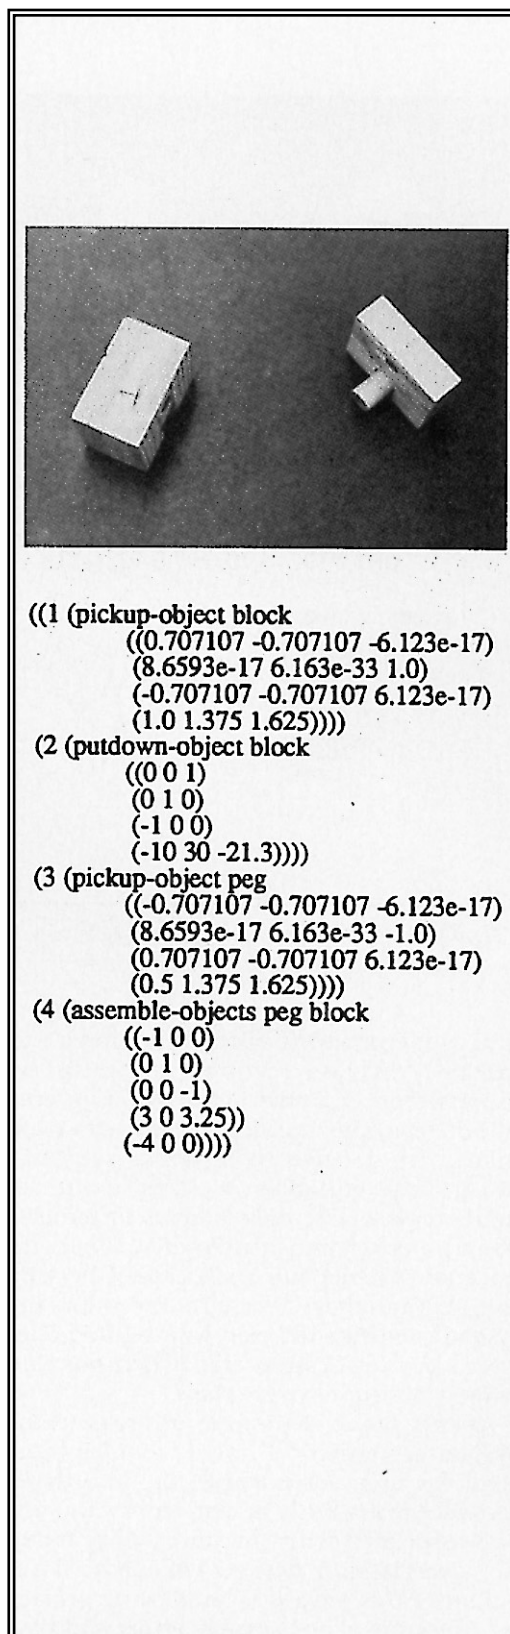 ((1 (pickup-object block
((0.707107 -0.707107 -6.123e-17)
(8.6593e-17 6.163e-33 1.0)
(-0.707107 -0.707107 6.123e-17)
(1.0 1.375 1.625))))
(2 (putdown-object block
((0 0 1)
(0 1 0)
(-1 0 0)
(-10 30 -21.3))))
(3 (pickup-object peg
((-0.707107 -0.707107 -6.123e-17)
(8.6593e-17 6.163e-33 -1.0)
(0.707107 -0.707107 6.123e-17)
(0.5 1.375 1.625))))
(4 (assemble-objects peg block
((-1 0 0)
(0 1 0)
(0 0 -1)
(3 0 3.25))
(-4 0 0))))